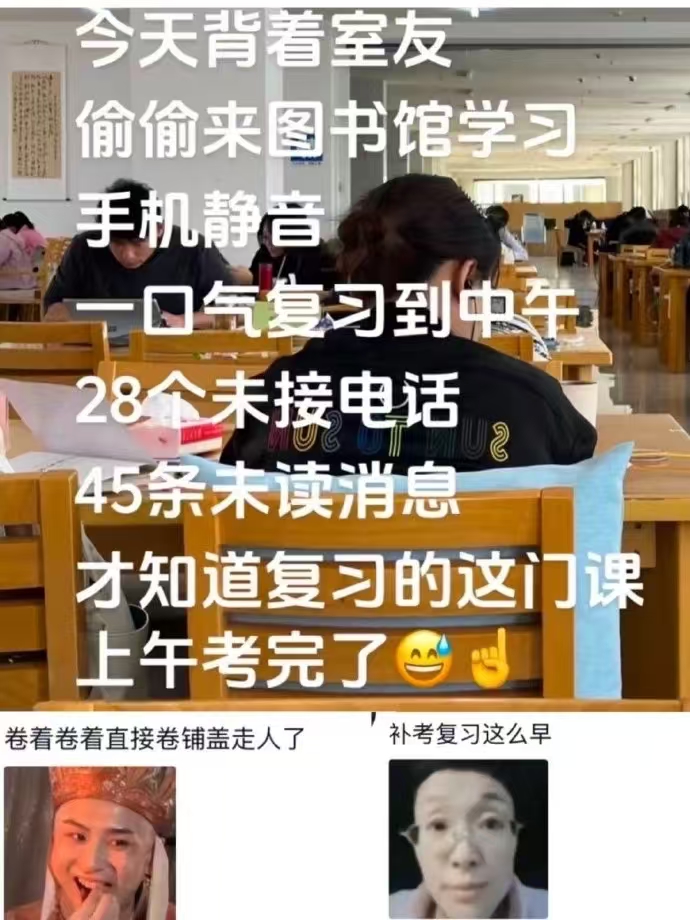 今天背着室友
偷偷来图书馆学习
手机静音
一口气复习到中午
28个未接电话
45条未读消息
才知道复习的这门课
上午考完了😅☝️
卷着卷着直接卷铺盖走人了
补考复习这么早